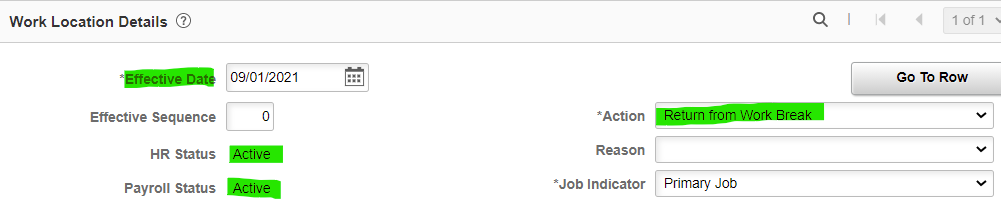 Work Location Details ?
1 of 1
*Effective Date 09/01/2021
Go To Row
Effective Sequence 0
*Action Return from Work Break
HR Status Active
Reason
Payroll Status Active
*Job Indicator Primary Job